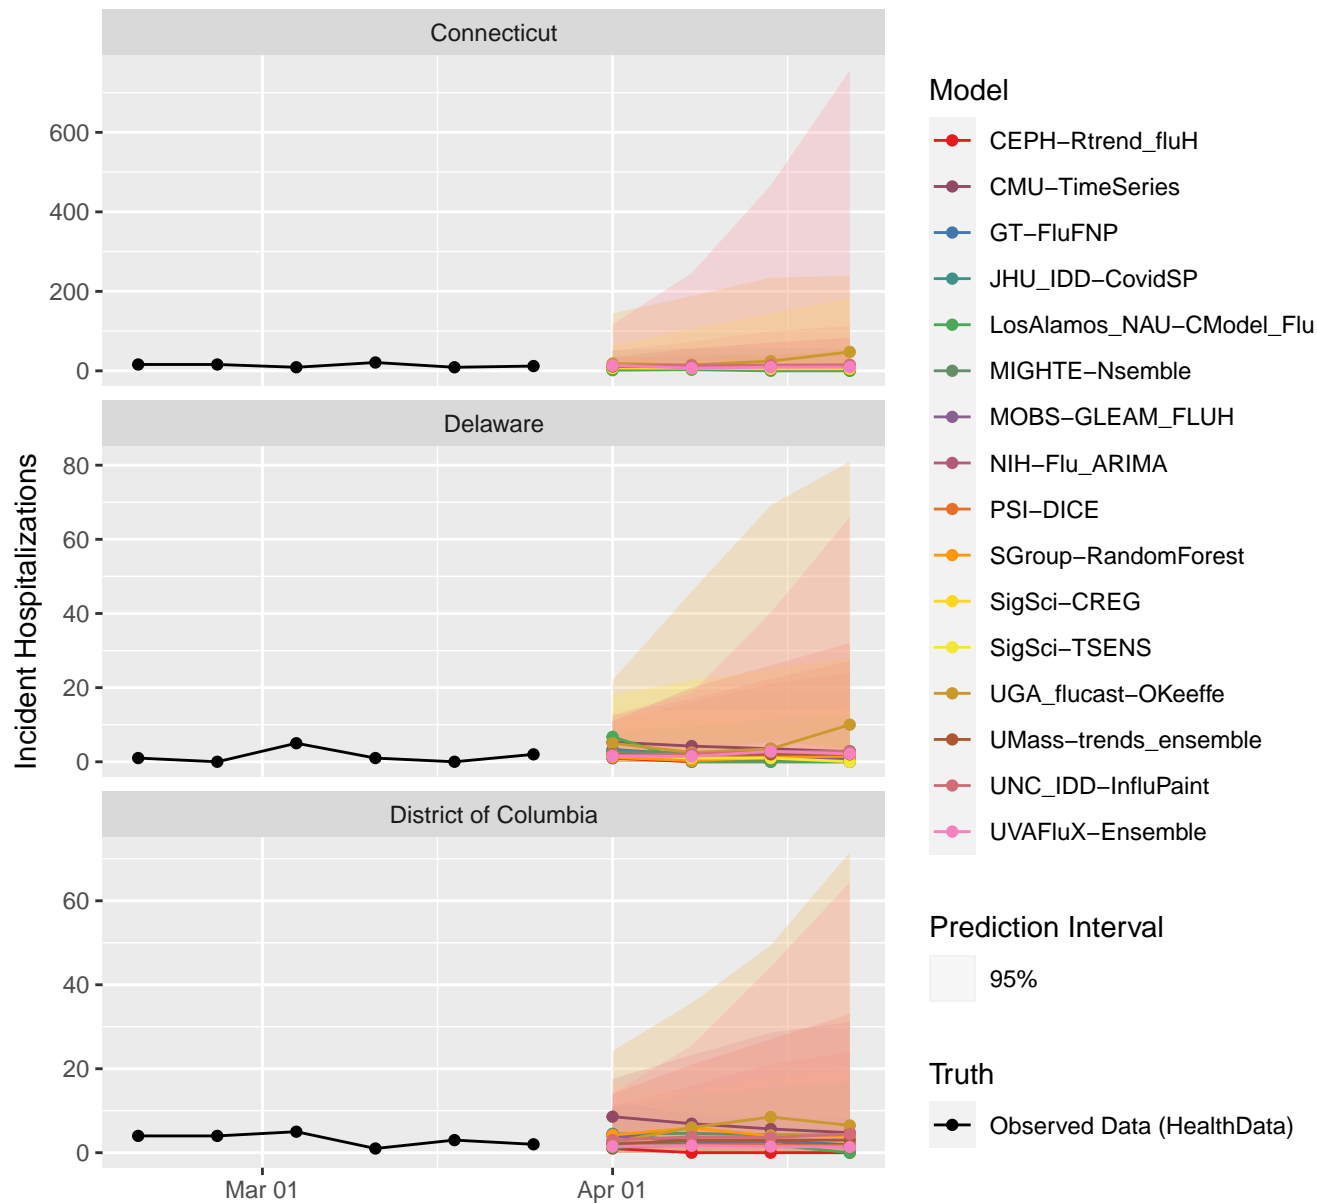 Connecticut
600
400
200
0
Delaware
80
60
40
20
0
District of Columbia
60
40
20
0
Mar 01
Apr 01
Incident Hospitalizations
Model
CEPH−Rtrend_fluH
CMU−TimeSeries
GT−FluFNP
JHU_IDD−CovidSP
LosAlamos_NAU−CModel_Flu
MIGHTE−Nsemble
MOBS−GLEAM_FLUH
NIH−Flu_ARIMA
PSI−DICE
SGroup−RandomForest
SigSci−CREG
SigSci−TSENS
UGA_flucast−OKeeffe
UMass−trends_ensemble
UNC_IDD−InfluPaint
UVAFluX−Ensemble
Prediction Interval
95%
Truth
Observed Data (HealthData)